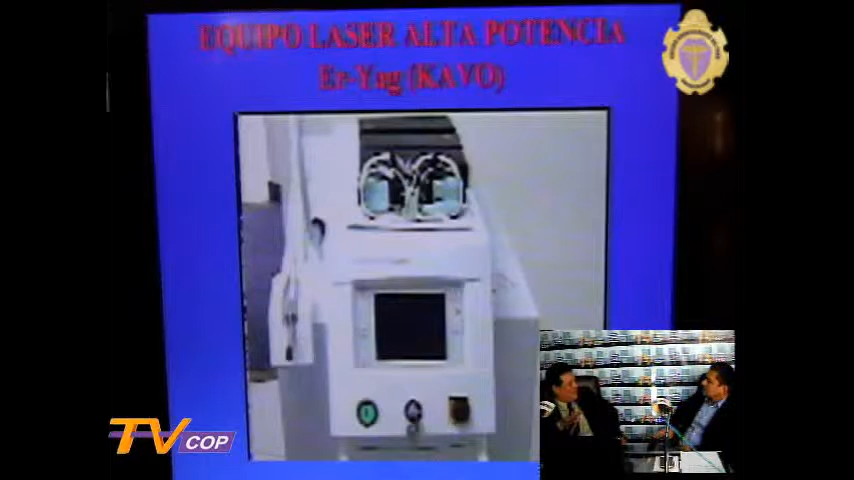 EQUIPO LASER ALTA POTENCIA
Er-Yag (KAVO)
TV COP